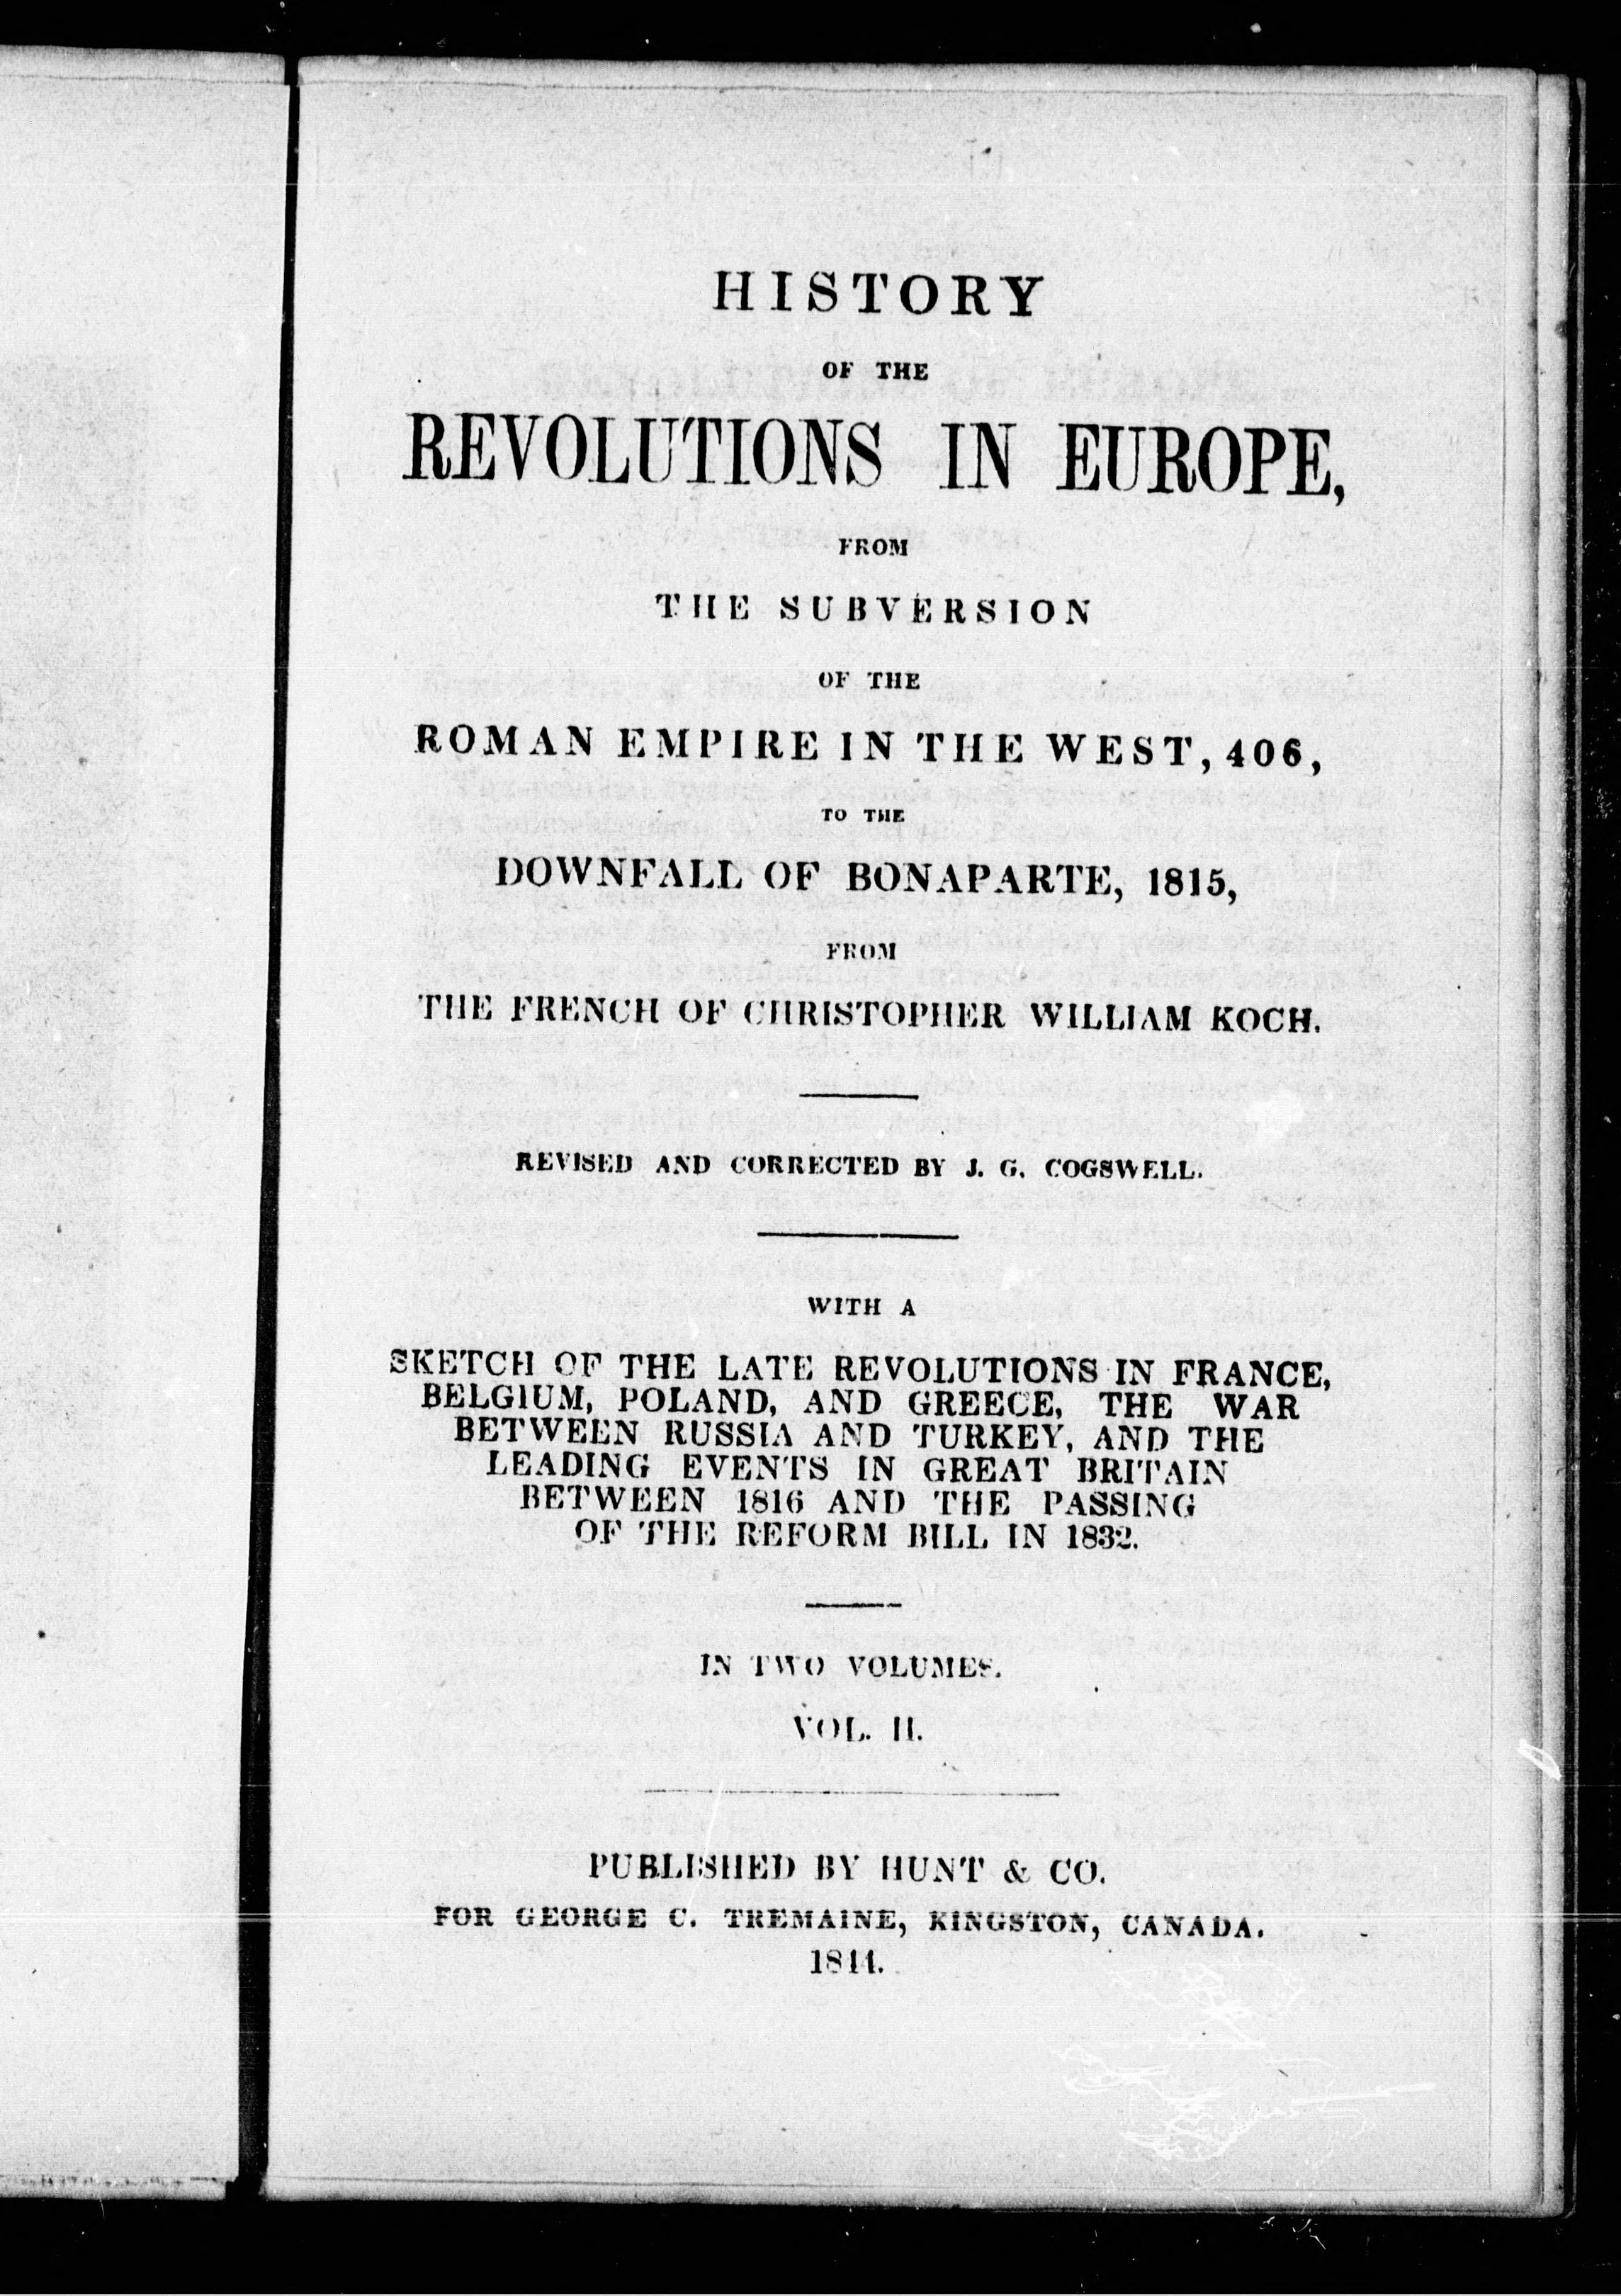 HISTORY
OF THE
REVOLUTIONS IN EUROPE,
FROM
THE SUBVERSION
OF THE
ROMAN EMPIRE IN THE WEST, 406,
TO THE
DOWNFALL OF BONAPARTE, 1815,
FROM
THE FRENCH OF CHRISTOPHER WILLIAM KOCH.
REVISED AND CORRECTED BY J. G. COGSWELL.
WITH A
SKETCH OF THE LATE REVOLUTIONS IN FRANCE,
BELGIUM, POLAND, AND GREECE, THE WAR
BETWEEN RUSSIA AND TURKEY, AND THE
LEADING EVENTS IN GREAT BRITAIN
BETWEEN 1816 AND THE PASSING
OF THE REFORM BILL IN 1832.
IN TWO VOLUMES.
VOL. II.
PUBLISHED BY HUNT & CO.
FOR GEORGE C. TREMAINE, KINGSTON, CANADA.
1844.